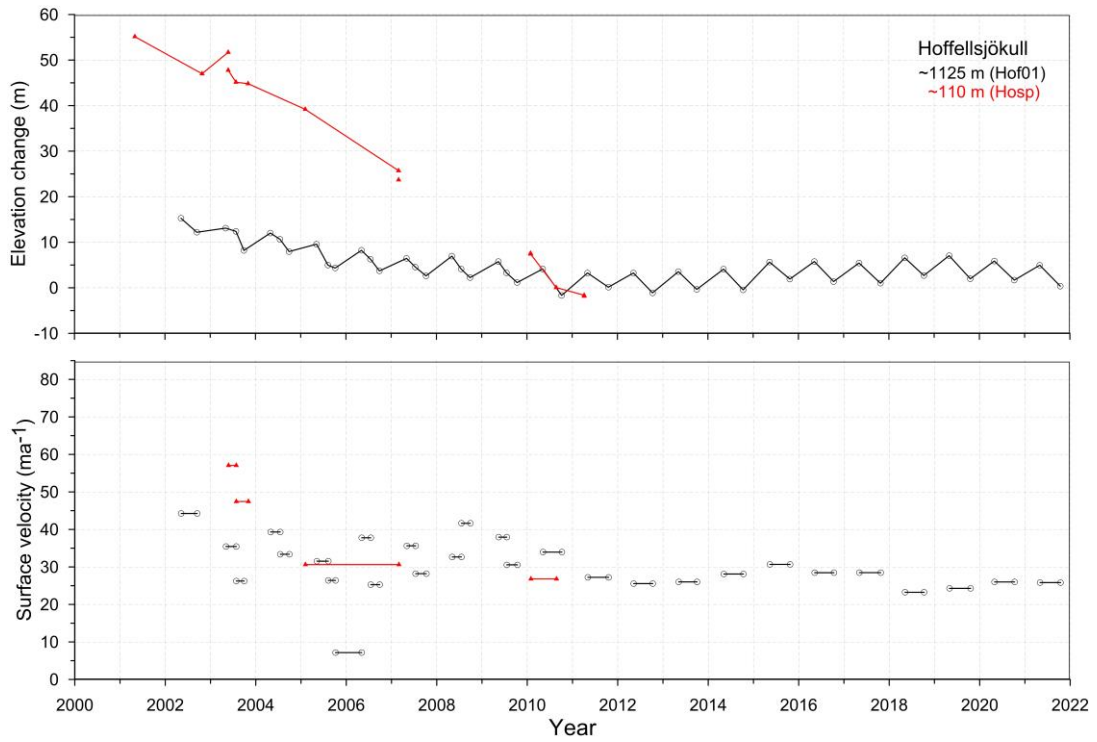 Elevation change (m)
60
50
40
30
20
10
0
-10
Hoffellsjökull
~1125 m (Hof01)
~110 m (Hosp)
Surface velocity (ma⁻¹)
80
70
60
50
40
30
20
10
0
2000 2002 2004 2006 2008 2010 2012 2014 2016 2018 2020 2022
Year